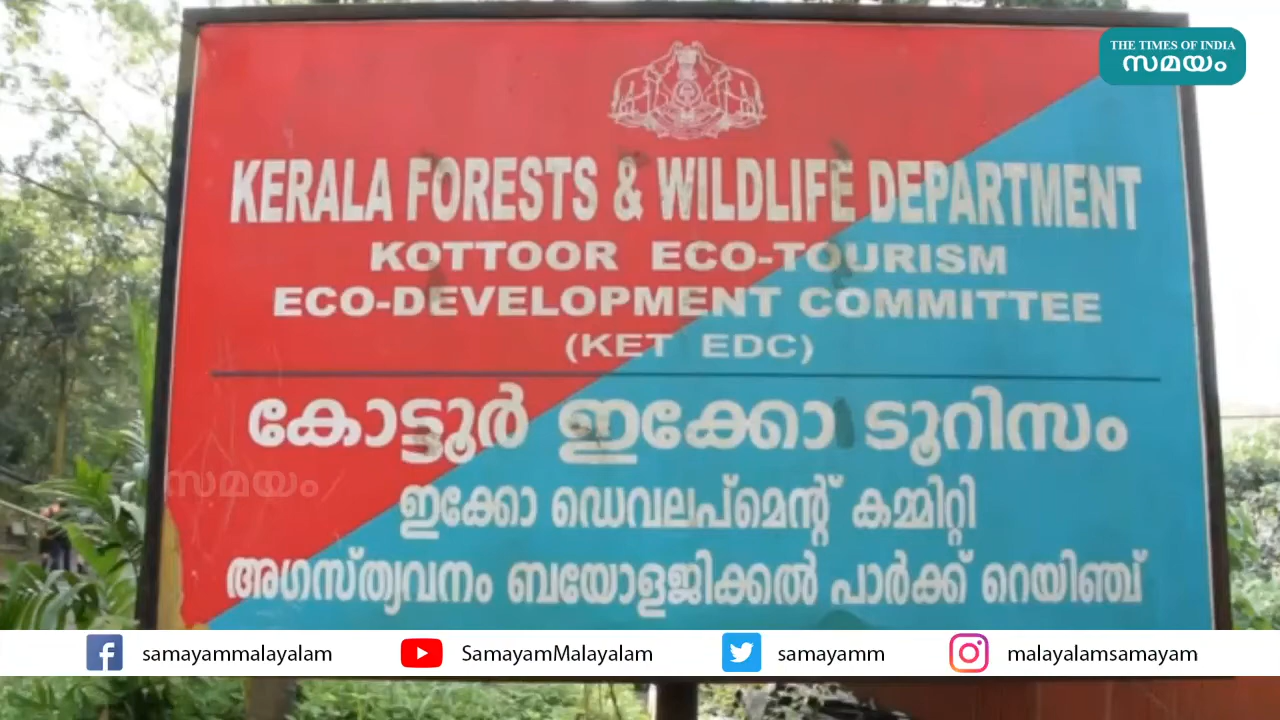 THE TIMES OF INDIA
സമയം
KERALA FORESTS & WILDLIFE DEPARTMENT
KOTTOOR ECO-TOURISM
ECO-DEVELOPMENT COMMITTEE
(KET EDC)
കോട്ടൂർ ഇക്കോ ടൂറിസം
സമയം
ഇക്കോ ഡെവലപ്മെന്റ് കമ്മിറ്റി
അഗസ്ത്യവനം ബയോളജിക്കൽ പാർക്ക് റെയിഞ്ച്
samayammalayalam SamayamMalayalam samayamm malayalamsamayam